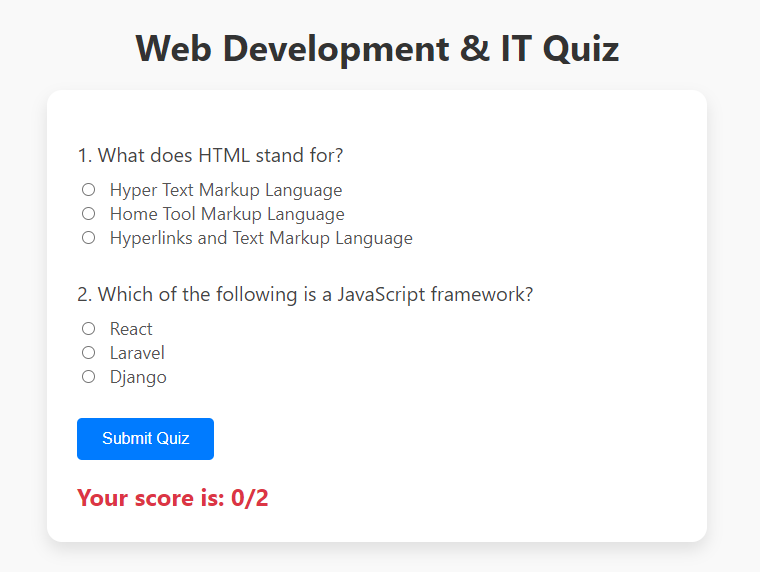 Web Development & IT Quiz
1. What does HTML stand for?
Hyper Text Markup Language
Home Tool Markup Language
Hyperlinks and Text Markup Language
2. Which of the following is a JavaScript framework?
React
Laravel
Django
Submit Quiz
Your score is: 0/2